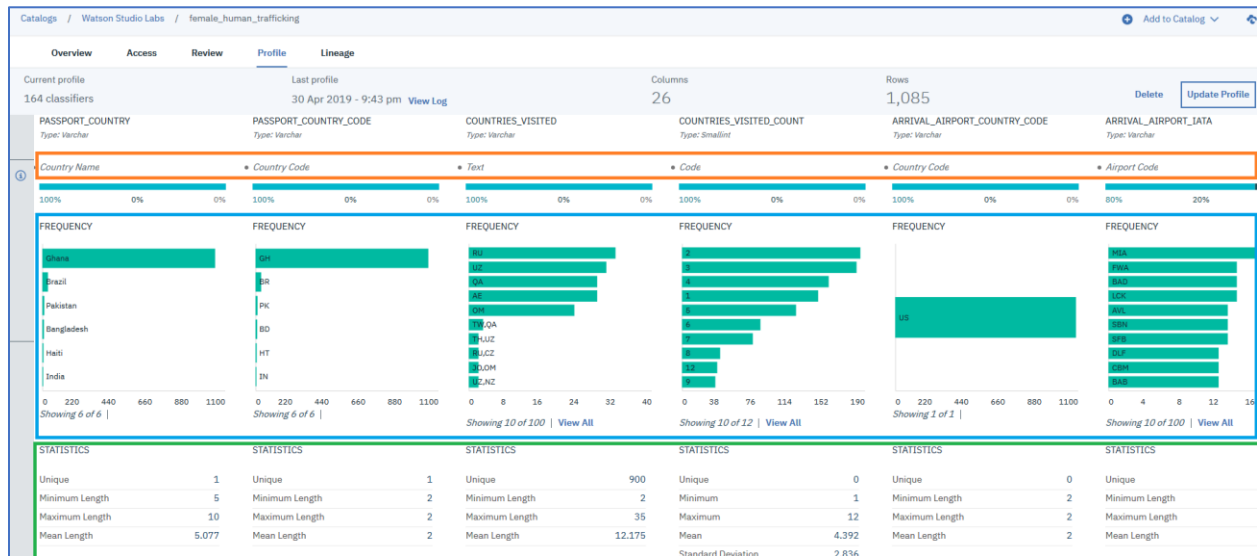 Catalogs / Watson Studio Labs / female_human_trafficking Add to Catalog
Overview Access Review Profile Lineage
Current profile Last profile Columns Rows
164 classifiers 30 Apr 2019 - 9:43 pm View Log 26 1,085 Delete Update Profile
PASSPORT_COUNTRY PASSPORT_COUNTRY_CODE COUNTRIES_VISITED COUNTRIES_VISITED_COUNT ARRIVAL_AIRPORT_COUNTRY_CODE ARRIVAL_AIRPORT_IATA
Type: Varchar Type: Varchar Type: Varchar Type: Smallint Type: Varchar Type: Varchar
Country Name Country Code Text Code Country Code Airport Code
100% 0% 0% 100% 0% 0% 100% 0% 0% 100% 0% 0% 100% 0% 0% 80% 20%
FREQUENCY FREQUENCY FREQUENCY FREQUENCY FREQUENCY FREQUENCY
Ghana
Brazil
Pakistan
Bangladesh
Haiti
India
0 220 440 660 880 1100
Showing 6 of 6 |
GH
BR
PK
BD
HT
IN
0 220 440 660 880 1100
Showing 6 of 6 |
RU
UZ
QA
AE
OM
TW,QA
TH,UZ
RU,CZ
JO,OM
UZ,NZ
0 8 16 24 32 40
Showing 10 of 100 | View All
2
3
4
1
5
6
7
8
12
9
0 38 76 114 152 190
Showing 10 of 12 | View All
US
0 220 440 660 880 1100
Showing 1 of 1 |
MIA
FWA
BAD
LCK
AVL
SBN
SFB
DLF
CBM
BAB
0 4 8 12 16
Showing 10 of 100 | View All
STATISTICS STATISTICS STATISTICS STATISTICS STATISTICS STATISTICS
Unique 1 Unique 1 Unique 900 Unique 0 Unique 0 Unique
Minimum Length 5 Minimum Length 2 Minimum Length 2 Minimum 1 Minimum Length 2 Minimum Length
Maximum Length 10 Maximum Length 2 Maximum Length 35 Maximum 12 Maximum Length 2 Maximum Length
Mean Length 5.077 Mean Length 2 Mean Length 12.175 Mean 4.392 Mean Length 2 Mean Length
Standard Deviation 2.836